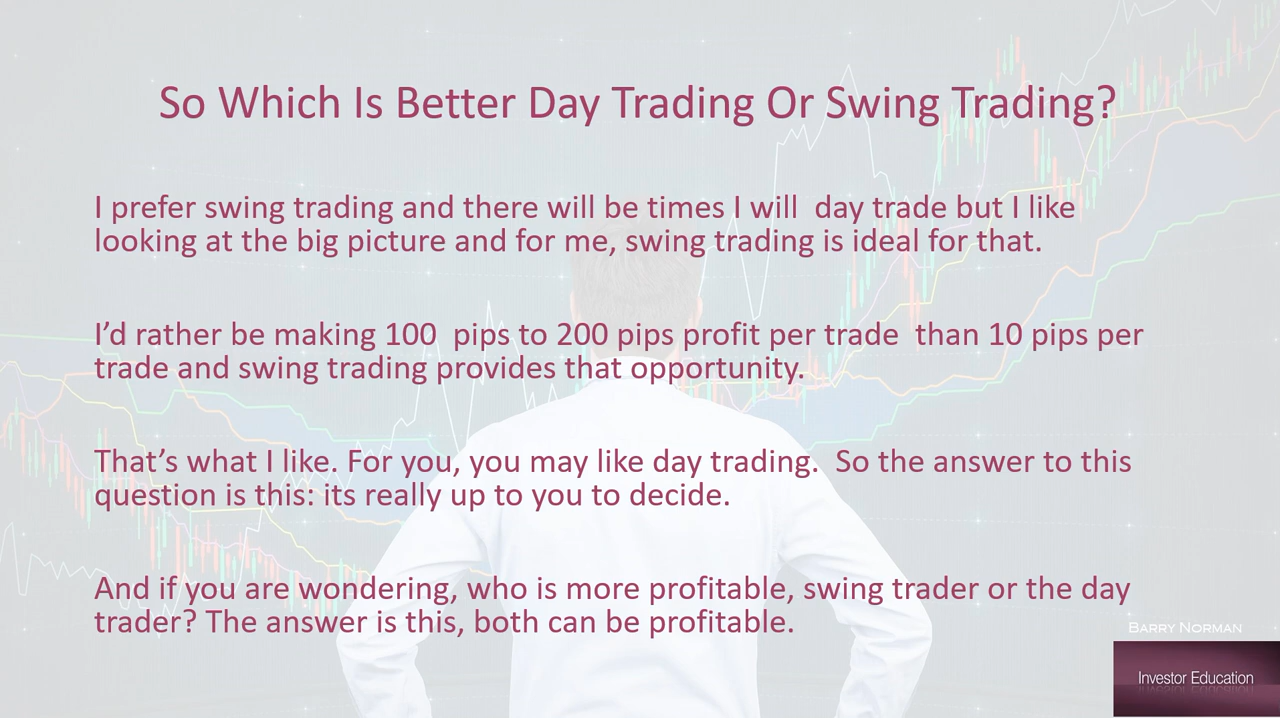 So Which Is Better Day Trading Or Swing Trading?
I prefer swing trading and there will be times I will  day trade but I like
looking at the big picture and for me, swing trading is ideal for that.
I’d rather be making 100  pips to 200 pips profit per trade  than 10 pips per
trade and swing trading provides that opportunity.
That’s what I like. For you, you may like day trading.  So the answer to this
question is this: its really up to you to decide.
And if you are wondering, who is more profitable, swing trader or the day
trader? The answer is this, both can be profitable.
Barry Norman
Investor Education